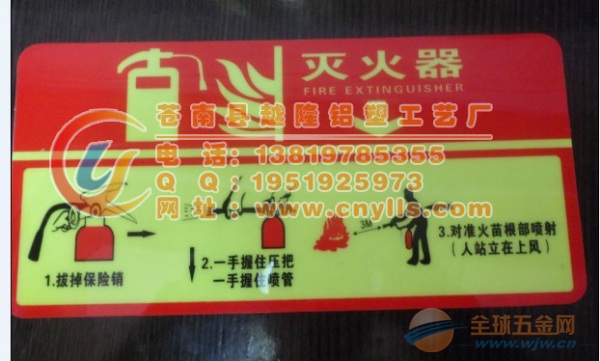 灭火器
FIRE EXTINGUISHER
苍南县越隆铝塑工艺厂
电 话: 13819785355
Q Q: 1951925973
网址: www.cnylls.com
3M
1.拔掉保险销
2.一手握住压把
一手握住喷管
3.对准火苗根部喷射
(人站立在上风)
全球五金网
www.wjw.cn